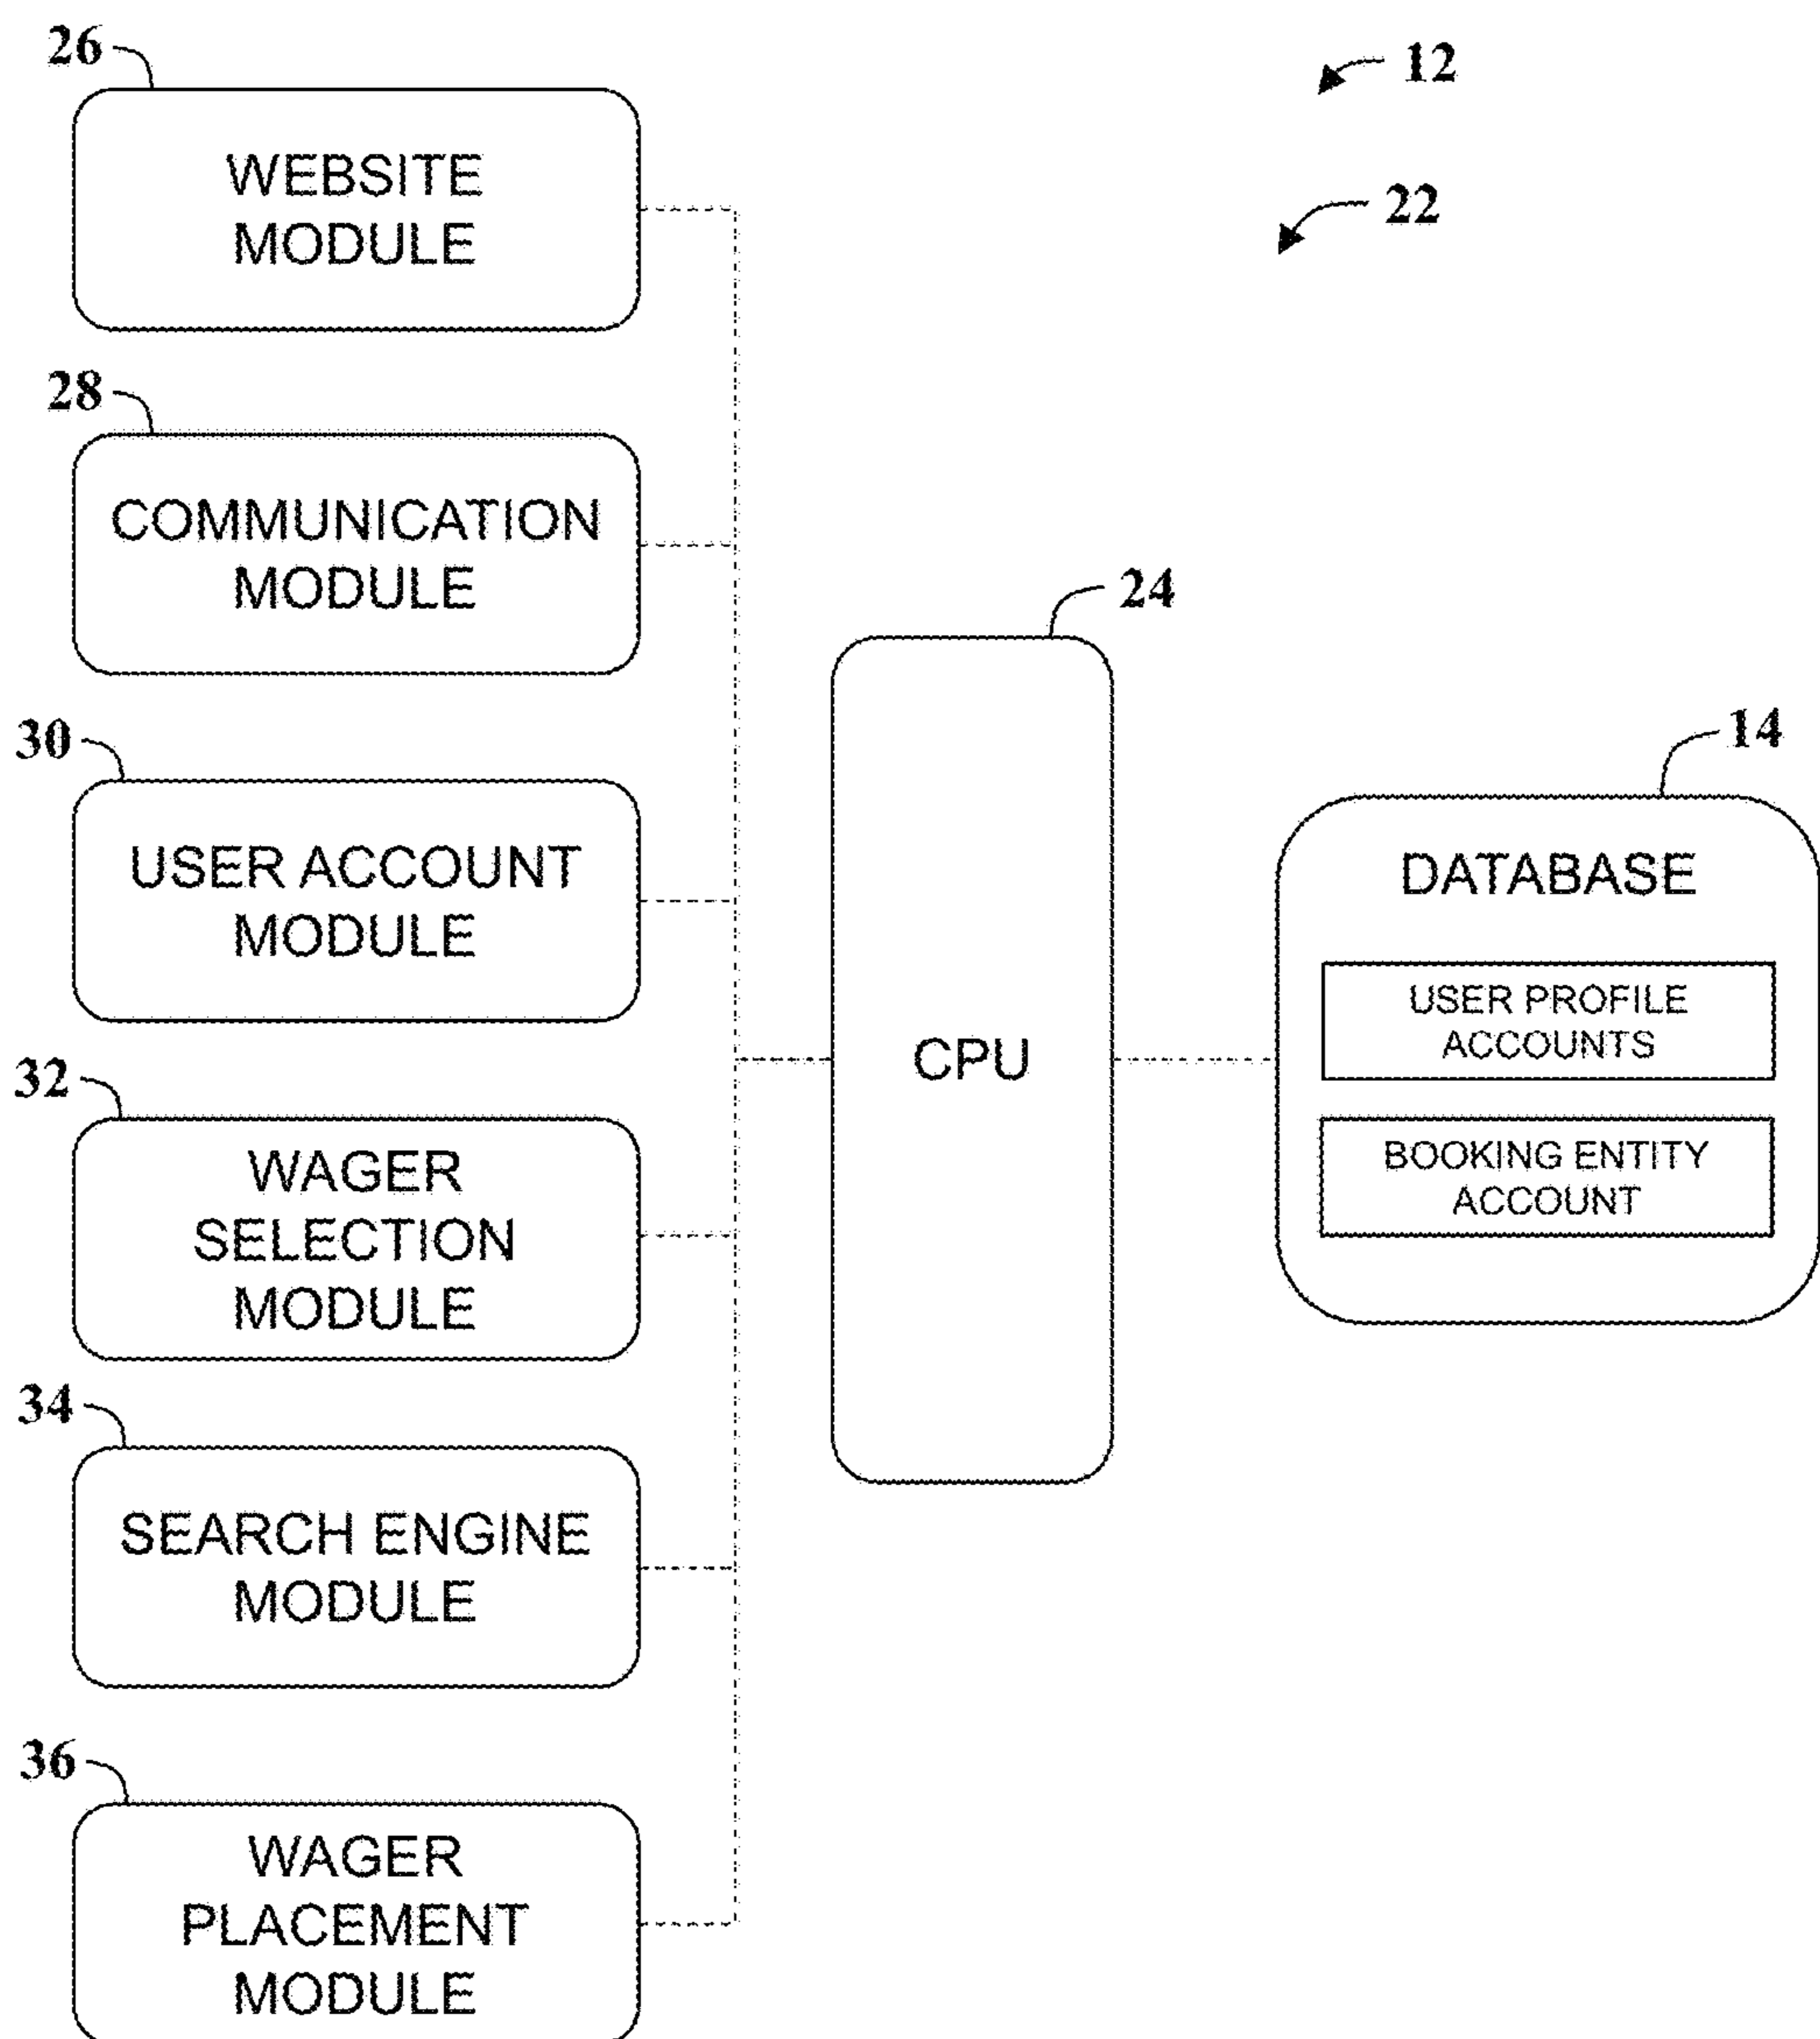 26
12
WEBSITE
MODULE
22
28
COMMUNICATION
MODULE
24
30
USER ACCOUNT
MODULE
14
DATABASE
USER PROFILE
ACCOUNTS
CPU
32
WAGER
SELECTION
MODULE
BOOKING ENTITY
ACCOUNT
34
SEARCH ENGINE
MODULE
36
WAGER
PLACEMENT
MODULE